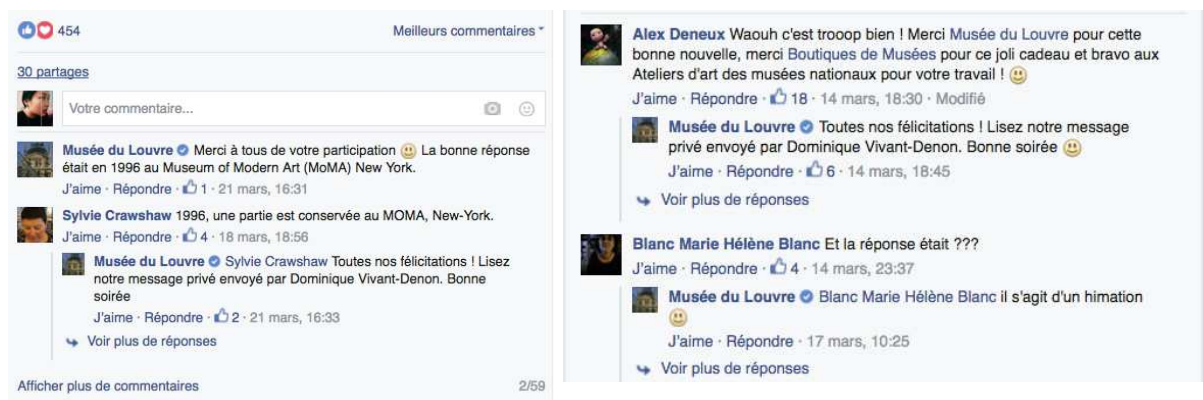 454 Meilleurs commentaires
30 partages
Votre commentaire...
Musée du Louvre Merci à tous de votre participation La bonne réponse
était en 1996 au Museum of Modern Art (MoMA) New York.
J'aime · Répondre · 1 · 21 mars, 16:31
Sylvie Crawshaw 1996, une partie est conservée au MOMA, New-York.
J'aime · Répondre · 4 · 18 mars, 18:56
Musée du Louvre Sylvie Crawshaw Toutes nos félicitations ! Lisez
notre message privé envoyé par Dominique Vivant-Denon. Bonne
soirée
J'aime · Répondre · 2 · 21 mars, 16:33
Voir plus de réponses
Afficher plus de commentaires 2/59
Alex Deneux Waouh c'est trooop bien ! Merci Musée du Louvre pour cette
bonne nouvelle, merci Boutiques de Musées pour ce joli cadeau et bravo aux
Ateliers d'art des musées nationaux pour votre travail !
J'aime · Répondre · 18 · 14 mars, 18:30 · Modifié
Musée du Louvre Toutes nos félicitations ! Lisez notre message
privé envoyé par Dominique Vivant-Denon. Bonne soirée
J'aime · Répondre · 6 · 14 mars, 18:45
Voir plus de réponses
Blanc Marie Hélène Blanc Et la réponse était ???
J'aime · Répondre · 4 · 14 mars, 23:37
Musée du Louvre Blanc Marie Hélène Blanc il s'agit d'un himation
J'aime · Répondre · 17 mars, 10:25
Voir plus de réponses